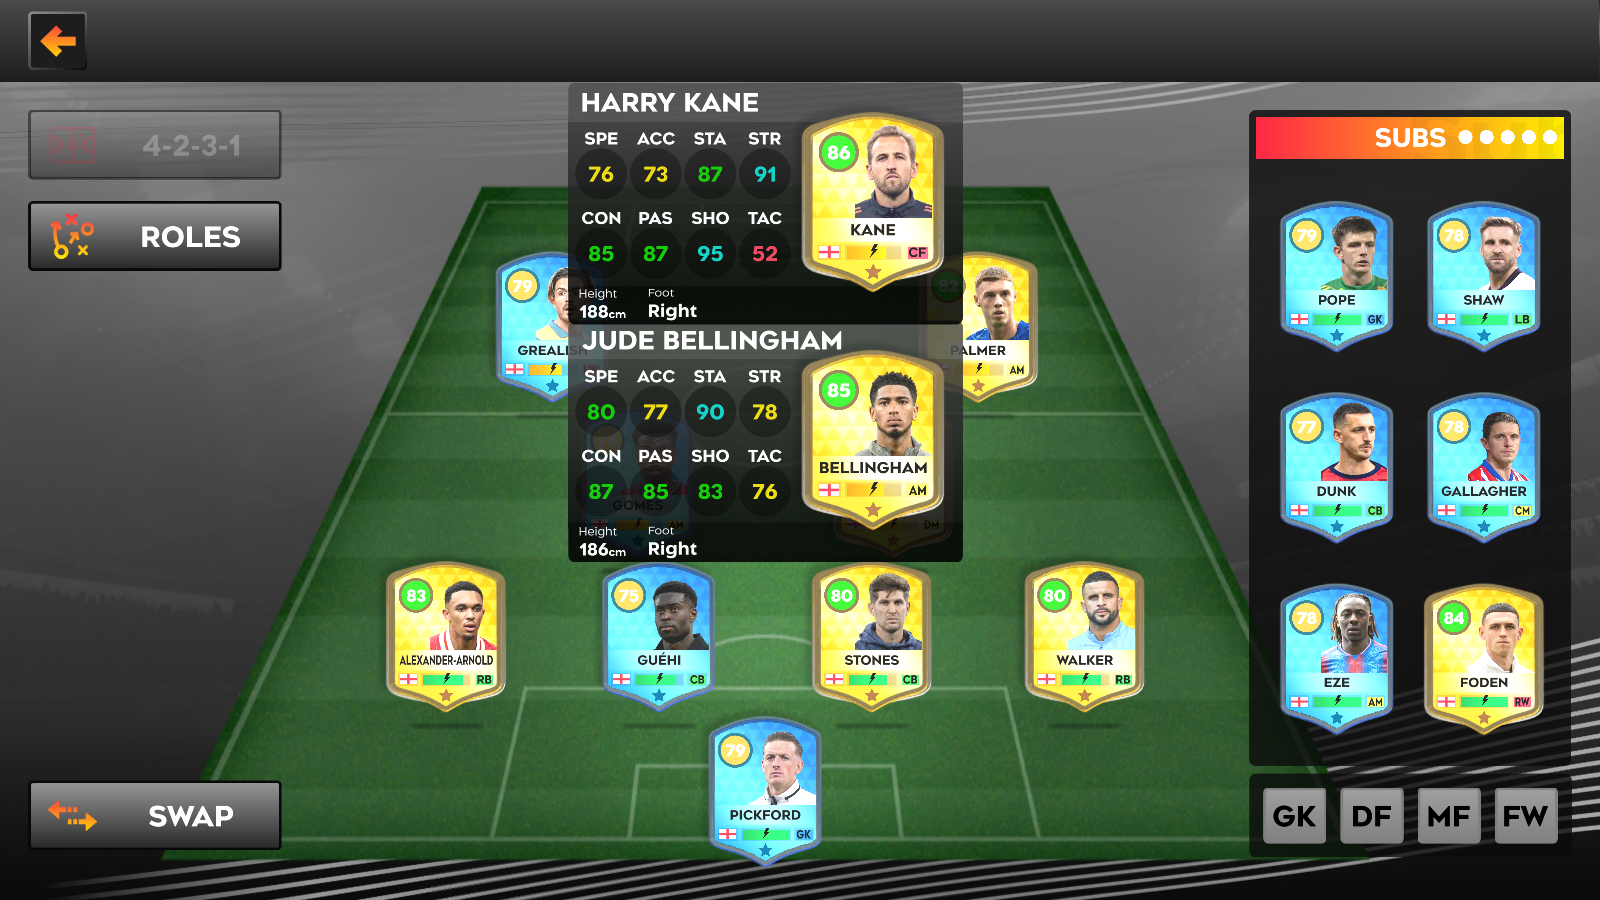 4-2-3-1
ROLES
SWAP
HARRY KANE
SPE ACC STA STR
76 73 87 91
CON PAS SHO TAC
85 87 95 52
Height Foot
188cm Right
86
KANE
CF
JUDE BELLINGHAM
SPE ACC STA STR
80 77 90 78
CON PAS SHO TAC
87 85 83 76
Height Foot
186cm Right
85
BELLINGHAM
AM
79
GREALISH
82
PALMER
AM
GOMES
AM
DM
83
ALEXANDER-ARNOLD
RB
75
GUÉHI
CB
80
STONES
CB
80
WALKER
RB
79
PICKFORD
GK
SUBS
79
POPE
GK
78
SHAW
LB
77
DUNK
CB
78
GALLAGHER
CM
78
EZE
AM
84
FODEN
RW
GK DF MF FW